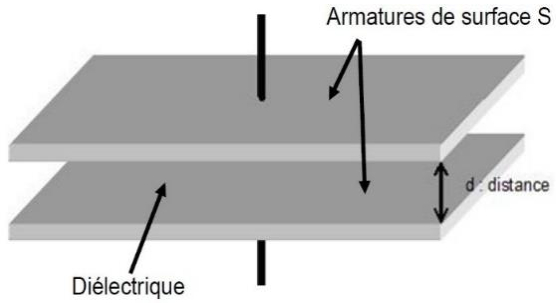 Armatures de surface S
d : distance
Diélectrique